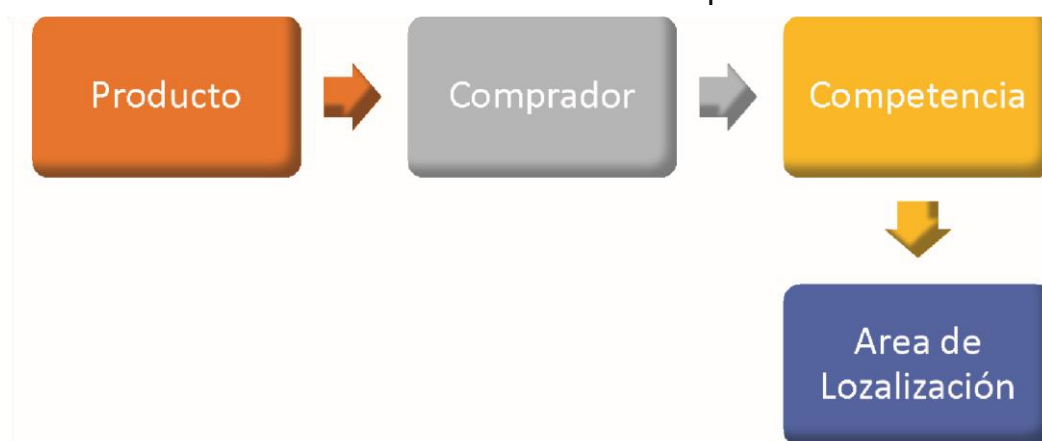 Producto
Comprador
Competencia
Area de
Lozalización